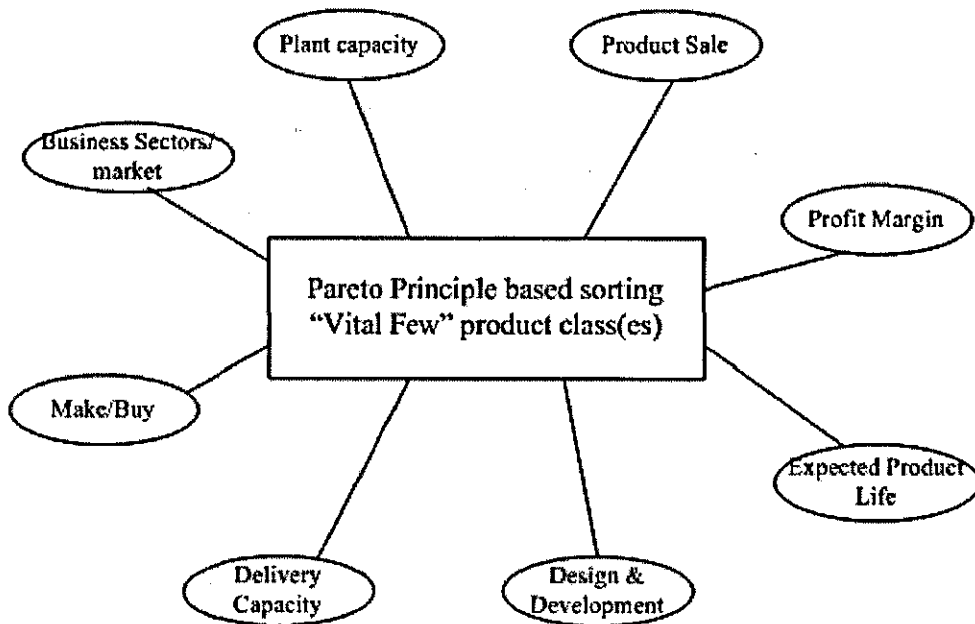 Plant capacity
Product Sale
Business Sectors/
market
Profit Margin
Pareto Principle based sorting
“Vital Few” product class(es)
Make/Buy
Expected Product
Life
Delivery
Capacity
Design &
Development